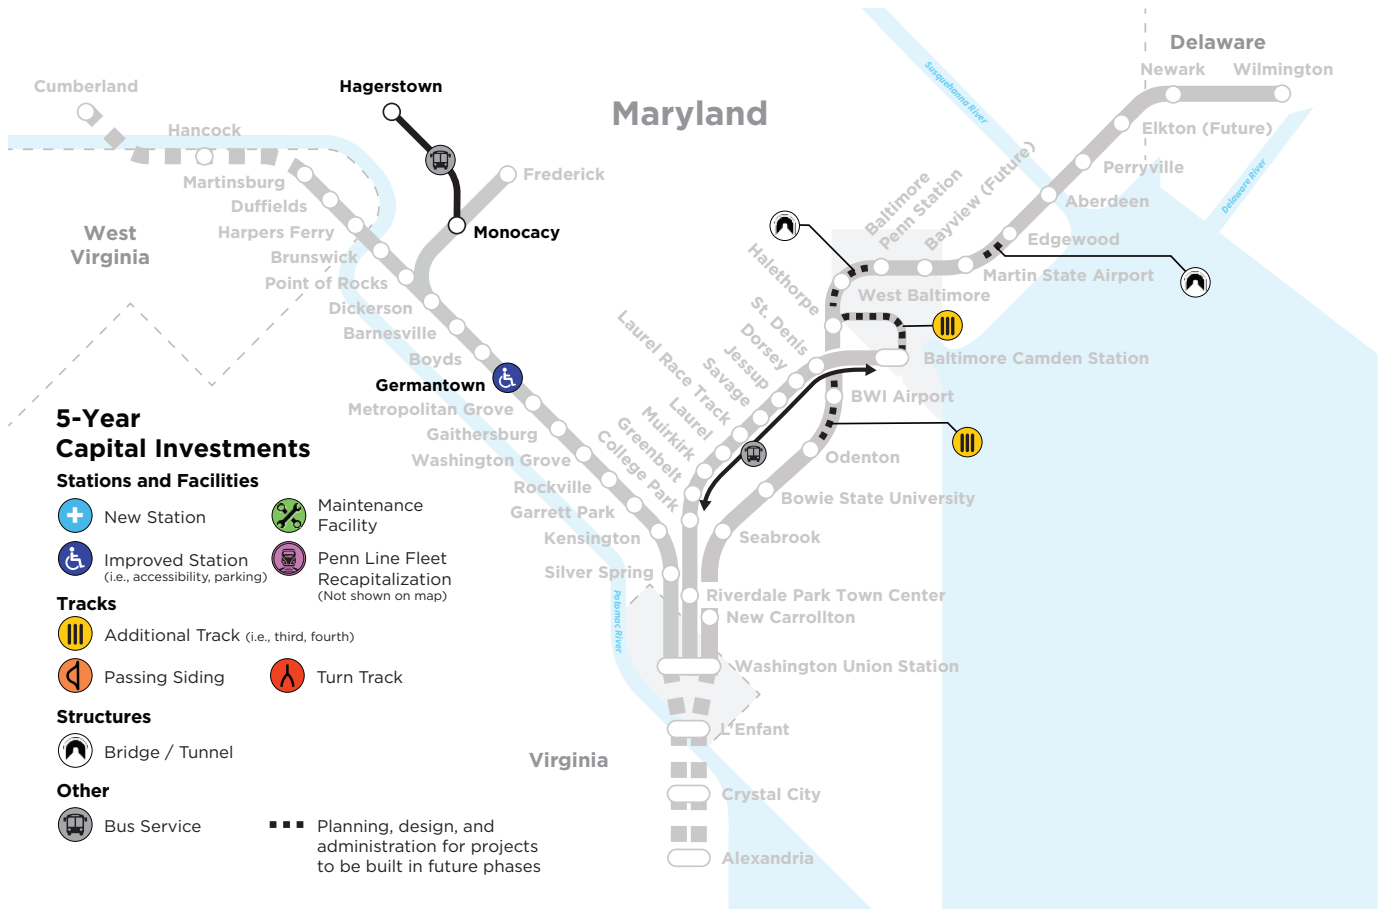 Delaware
Newark
Wilmington
Cumberland
Hagerstown
Maryland
Susquehanna River
Hancock
Elkton (Future)
Frederick
Perryville
Martinsburg
Delaware River
Duffields
Aberdeen
Baltimore
Penn Station
Bayview (Future)
West
Virginia
Harpers Ferry
Monocacy
Edgewood
Brunswick
Halethorpe
Martin State Airport
Point of Rocks
West Baltimore
Dickerson
St. Denis
Barnesville
Dorsey
Jessup
Boyds
Savage
Laurel Race Track
Baltimore Camden Station
Germantown
Laurel
BWI Airport
Metropolitan Grove
Muirkirk
Gaithersburg
Greenbelt
Washington Grove
College Park
Odenton
Rockville
Bowie State University
Garrett Park
Kensington
Seabrook
Silver Spring
Riverdale Park Town Center
New Carrollton
Potomac River
Washington Union Station
L'Enfant
Virginia
Crystal City
Alexandria
5-Year
Capital Investments
Stations and Facilities
New Station
Maintenance
Facility
Improved Station
(i.e., accessibility, parking)
Penn Line Fleet
Recapitalization
(Not shown on map)
Tracks
Additional Track (i.e., third, fourth)
Passing Siding
Turn Track
Structures
Bridge / Tunnel
Other
Bus Service
Planning, design, and
administration for projects
to be built in future phases